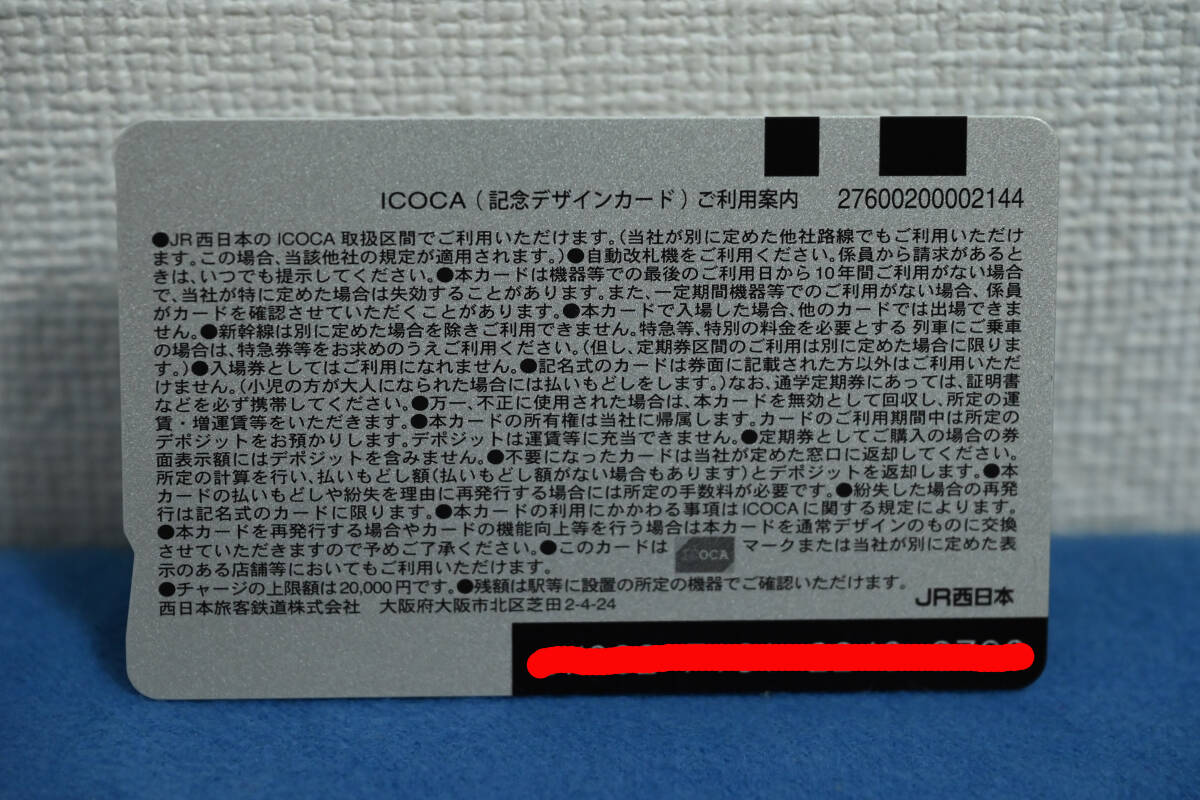 ICOCA(記念デザインカード)ご利用案内 27600200002144
●JR西日本のICOCA取扱区間でご利用いただけます。(当社が別に定めた他社路線でもご利用いただけ
ます。この場合、当該他社の規定が適用されます。)●自動改札機をご利用ください。係員から請求があると
きは、いつでも提示してください。●本カードは機器等での最後のご利用日から10年間ご利用がない場合
で、当社が特に定めた場合は失効することがあります。また、一定期間機器等でのご利用がない場合、係員
がカードを確認させていただくことがあります。●本カードで入場した場合、他のカードでは出場できま
せん。●新幹線は別に定めた場合を除きご利用できません。特急等、特別の料金を必要とする列車にご乗車
の場合は、特急券等をお求めのうえご利用ください。(但し、定期券区間のご利用は別に定めた場合に限りま
す。)●入場券としてはご利用になれません。●記名式のカードは券面に記載された方以外はご利用いただ
けません。(小児の方が大人になられた場合には払いもどしをします。)なお、通学定期券にあっては、証明書
などを必ず携帯してください。●万一、不正に使用された場合は、本カードを無効として回収し、所定の運
賃・増運賃等をいただきます。●本カードの所有権は当社に帰属します。カードのご利用期間中は所定の
デポジットをお預かりします。デポジットは運賃等に充当できません。●定期券としてご購入の場合の券
面表示額にはデポジットを含みません。●不要になったカードは当社が定めた窓口に返却してください。
所定の計算を行い、払いもどし額(払いもどし額がない場合もあります)とデポジットを返却します。●本
カードの払いもどしや紛失を理由に再発行する場合には所定の手数料が必要です。●紛失した場合の再発
行は記名式のカードに限ります。●本カードの利用にかかわる事項はICOCAに関する規定によります。
●本カードを再発行する場合やカードの機能向上等を行う場合は本カードを通常デザインのものに交換
させていただきますので予めご了承ください。●このカードは ICOCA マークまたは当社が別に定めた表
示のある店舗等においてもご利用いただけます。
●チャージの上限額は20,000円です。●残額は駅等に設置の所定の機器でご確認いただけます。
西日本旅客鉄道株式会社 大阪府大阪市北区芝田2-4-24 JR西日本